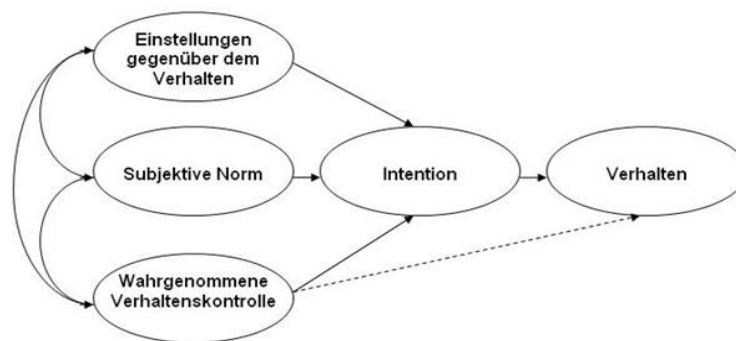 Einstellungen
gegenüber dem
Verhalten
Subjektive Norm
Intention
Verhalten
Wahrgenommene
Verhaltenskontrolle